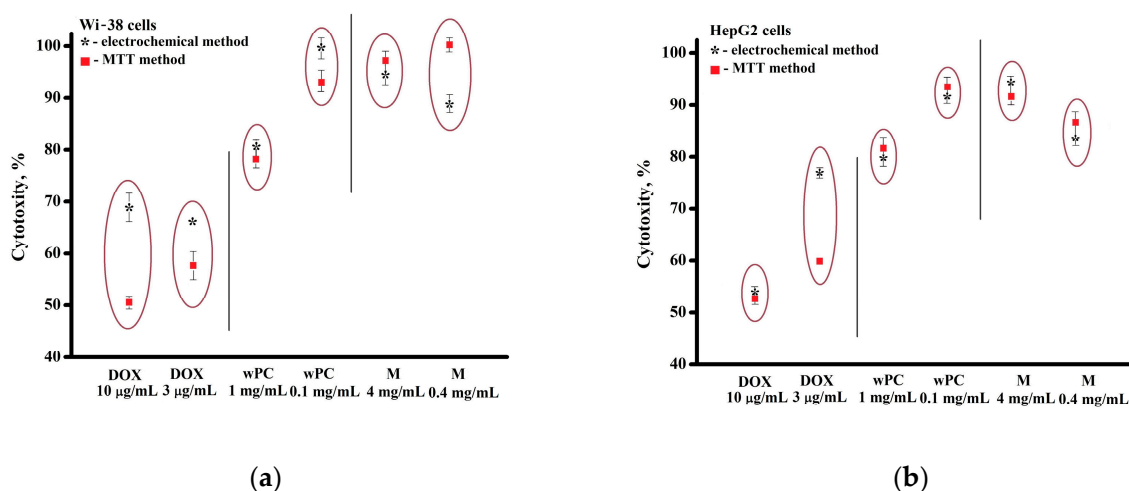 Wi-38 cells
* - electrochemical method
- MTT method
Cytotoxity, %
100
90
80
70
60
50
40
DOX
10 μg/mL
DOX
3 μg/mL
wPC
1 mg/mL
wPC
0.1 mg/mL
M
4 mg/mL
M
0.4 mg/mL
(a)
HepG2 cells
* - electrochemical method
- MTT method
Cytotoxity, %
100
90
80
70
60
50
40
DOX
10 μg/mL
DOX
3 μg/mL
wPC
1 mg/mL
wPC
0.1 mg/mL
M
4 mg/mL
M
0.4 mg/mL
(b)